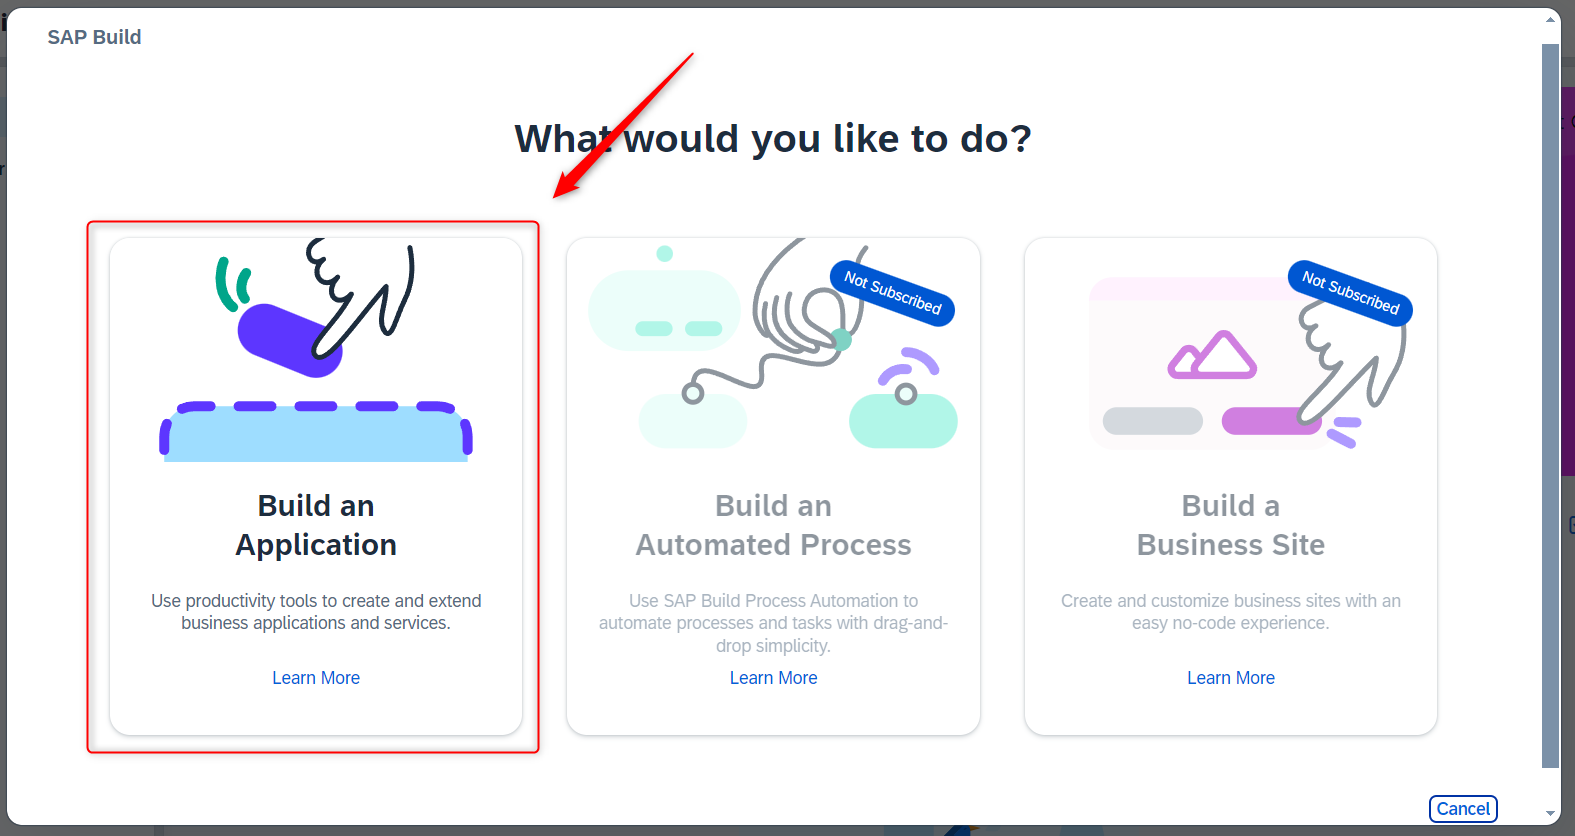 SAP Build
What would you like to do?
Not Subscribed
Not Subscribed
Build an
Application
Use productivity tools to create and extend
business applications and services.
Learn More
Build an
Automated Process
Use SAP Build Process Automation to
automate processes and tasks with drag-and-
drop simplicity.
Learn More
Build a
Business Site
Create and customize business sites with an
easy no-code experience.
Learn More
Cancel